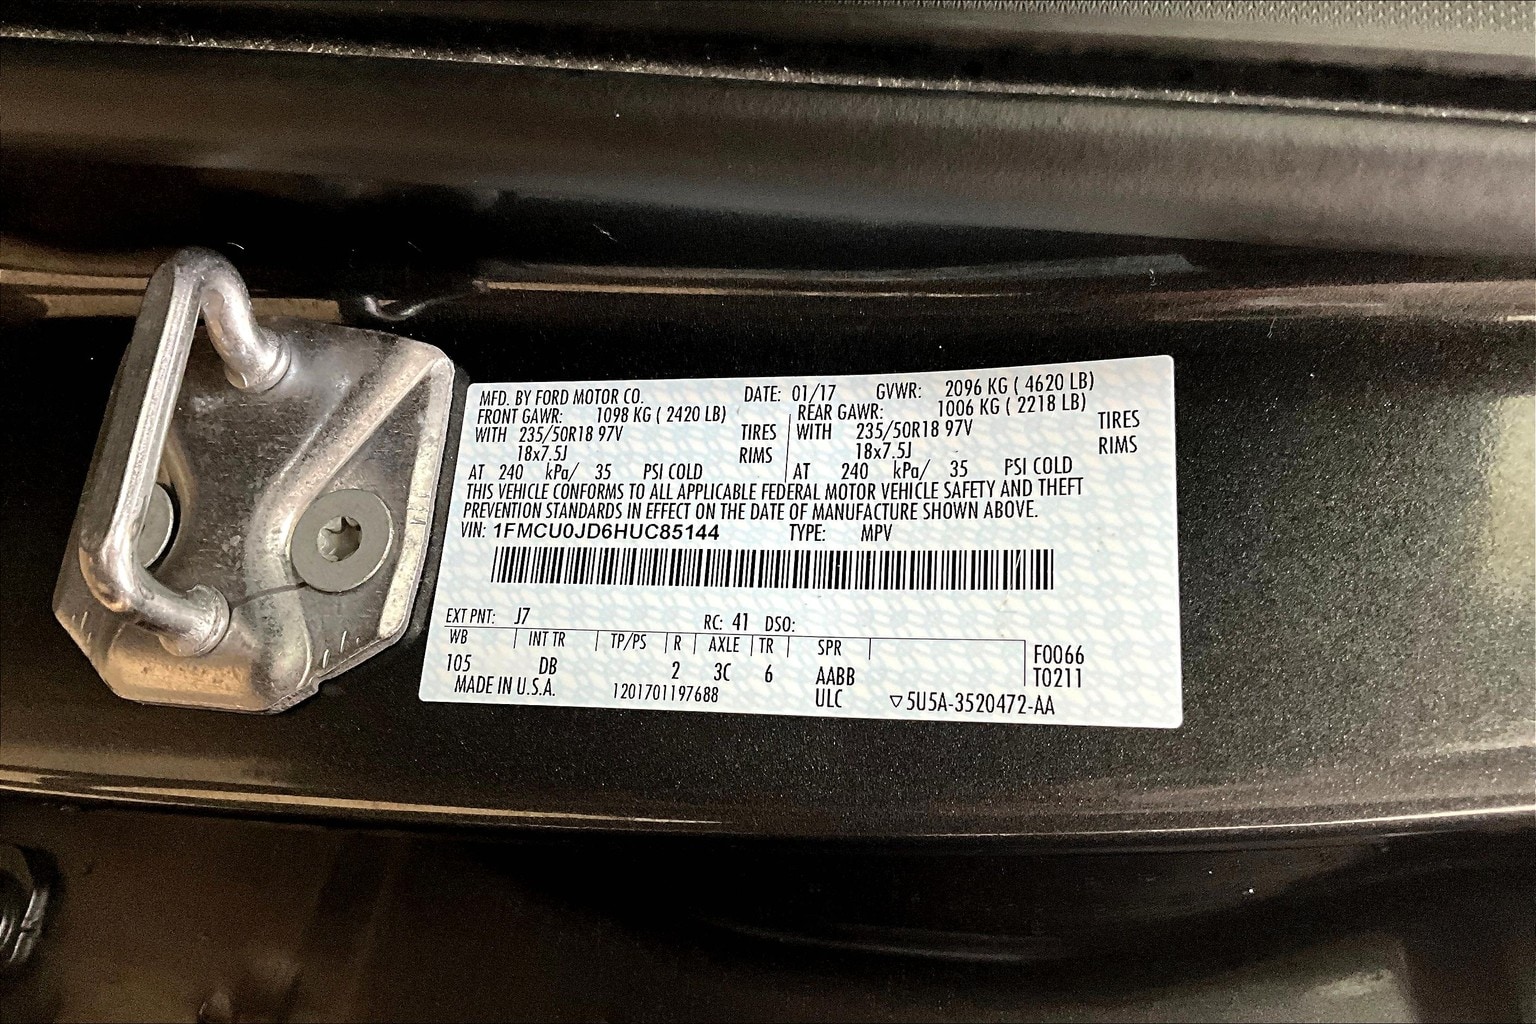 MFD. BY FORD MOTOR CO. DATE: 01/17 GVWR: 2096 KG ( 4620 LB)
FRONT GAWR: 1098 KG ( 2420 LB) REAR GAWR: 1006 KG ( 2218 LB)
WITH 235/50R18 97V TIRES WITH 235/50R18 97V TIRES
18x7.5J RIMS 18x7.5J RIMS
AT 240 kPa/ 35 PSI COLD AT 240 kPa/ 35 PSI COLD
THIS VEHICLE CONFORMS TO ALL APPLICABLE FEDERAL MOTOR VEHICLE SAFETY AND THEFT
PREVENTION STANDARDS IN EFFECT ON THE DATE OF MANUFACTURE SHOWN ABOVE.
VIN: 1FMCU0JD6HUC85144 TYPE: MPV
EXT PNT: J7 RC: 41 DSO:
WB INT TR TP/PS R AXLE TR SPR F0066
105 DB 2 3C 6 AABB T0211
MADE IN U.S.A. 1201701197688 ULC ▽5U5A-3520472-AA